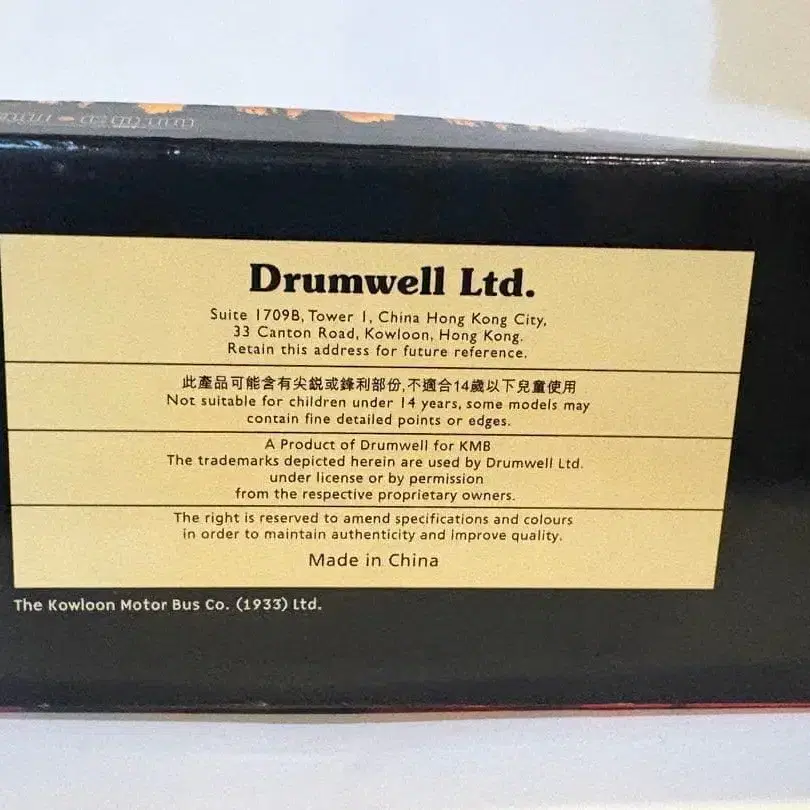 Drumwell Ltd.
Suite 1709B, Tower 1, China Hong Kong City,
33 Canton Road, Kowloon, Hong Kong.
Retain this address for future reference.
此產品可能含有尖銳或鋒利部份,不適合14歲以下兒童使用
Not suitable for children under 14 years, some models may
contain fine detailed points or edges.
A Product of Drumwell for KMB
The trademarks depicted herein are used by Drumwell Ltd.
under license or by permission
from the respective proprietary owners.
The right is reserved to amend specifications and colours
in order to maintain authenticity and improve quality.
Made in China
The Kowloon Motor Bus Co. (1933) Ltd.